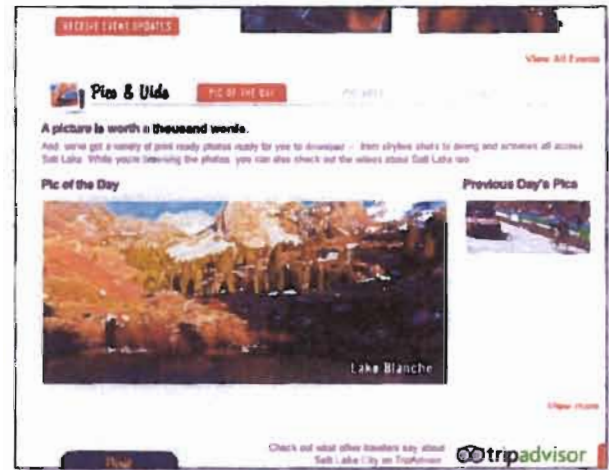 RECEIVE EVENT UPDATES
View All Events
Pics & Vids
PIC OF THE DAY
A picture is worth a thousand words.
And, we've got a variety of print ready photos ready for you to download - from skyline shots to dining and activities all across
Salt Lake. While you're browsing the photos, you can also check out the videos about Salt Lake too.
Pic of the Day
Previous Day's Pics
Lake Blanche
View more
Check out what other travelers say about
Salt Lake City on TripAdvisor
tripadvisor